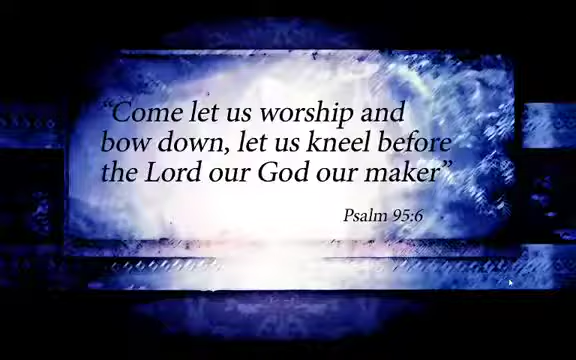 “Come let us worship and
bow down, let us kneel before
the Lord our God our maker”
Psalm 95:6